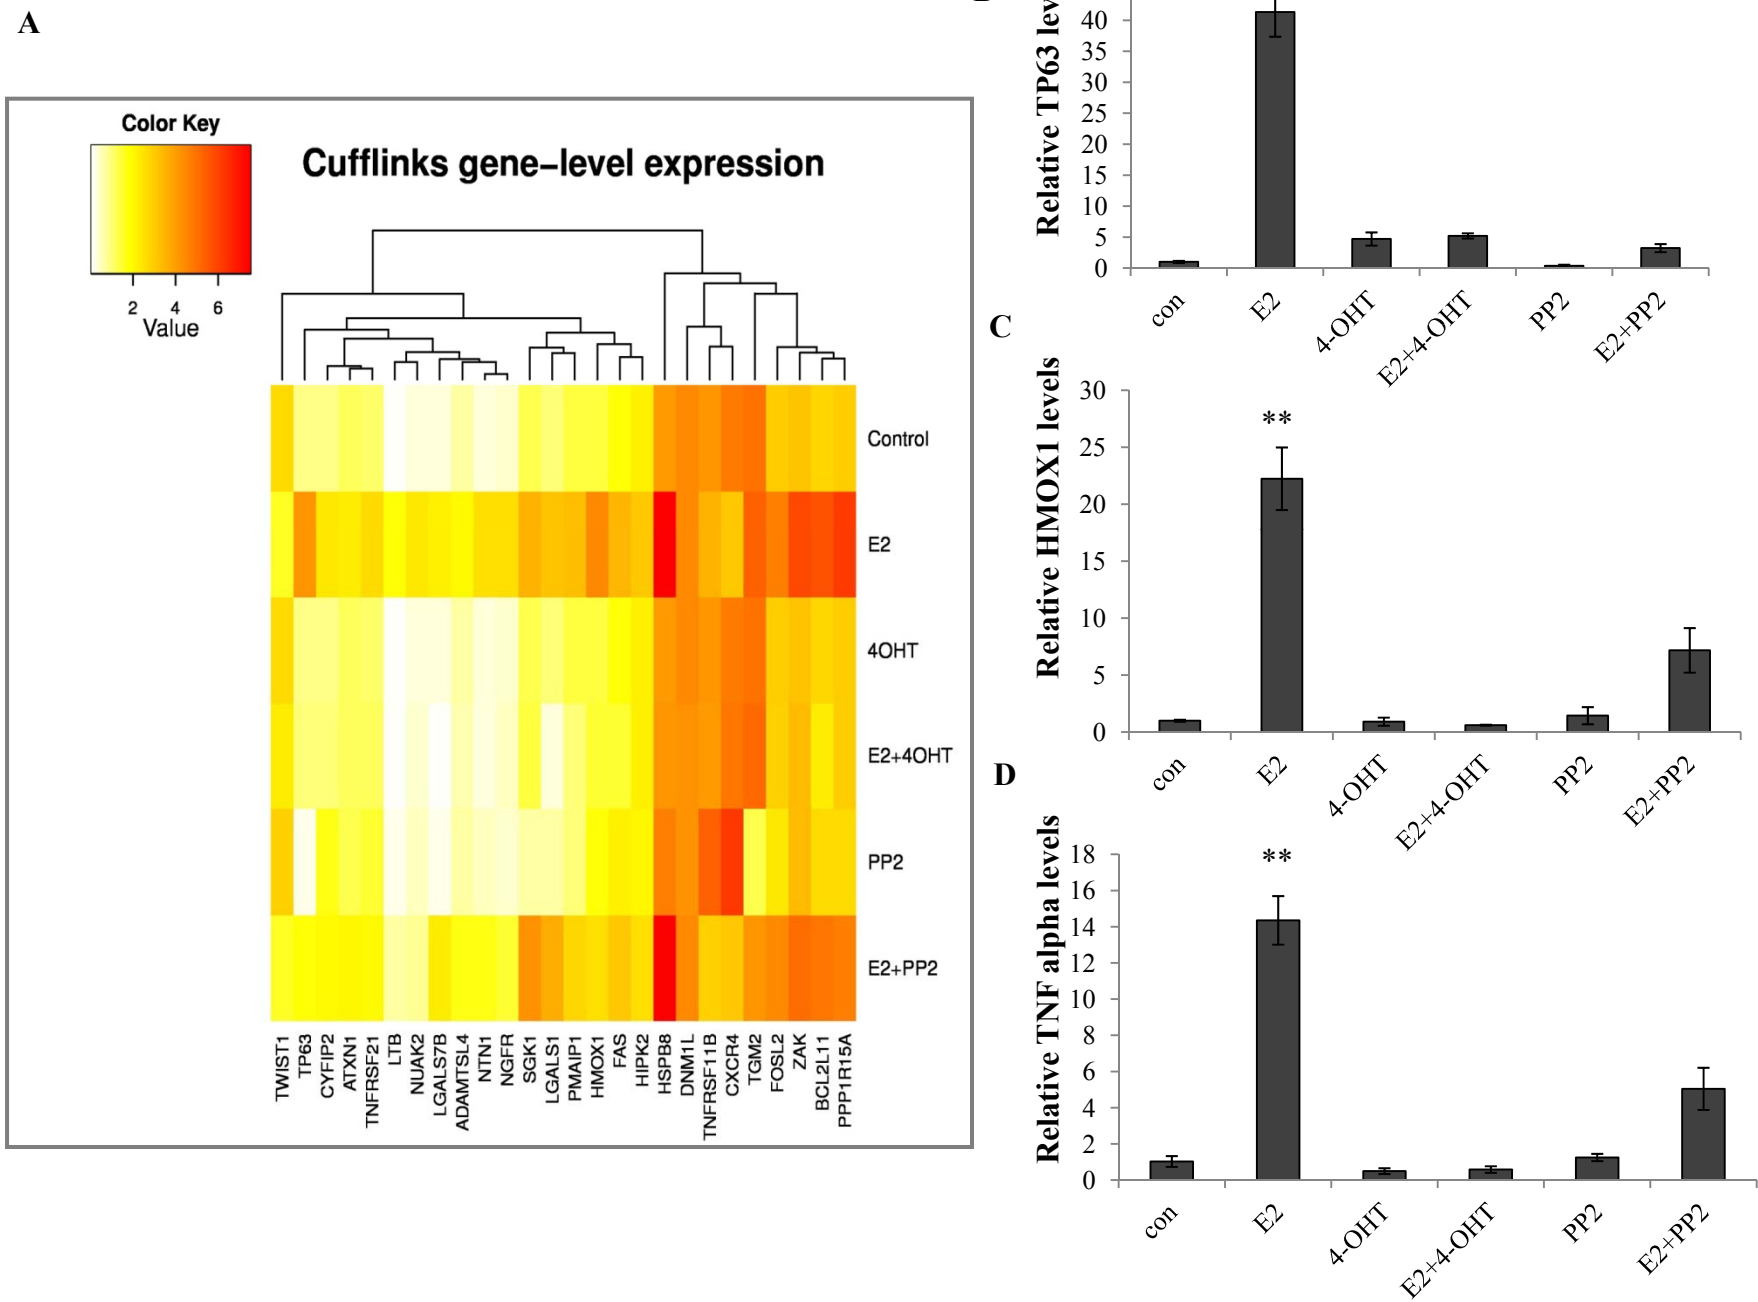 A
Color Key
2 4 6
Value
Cufflinks gene–level expression
Control
E2
4OHT
E2+4OHT
PP2
E2+PP2
TWIST1
TP63
CYFIP2
ATXN1
TNFRSF21
LTB
NUAK2
LGALS7B
ADAMTSL4
NTN1
NGFR
SGK1
LGALS1
PMAIP1
HMOX1
FAS
HIPK2
HSPB8
DNM1L
TNFRSF11B
CXCR4
TGM2
FOSL2
ZAK
BCL2L11
PPP1R15A
Relative TP63 lev
40
35
30
25
20
15
10
5
0
con
E2
4-OHT
E2+4-OHT
PP2
E2+PP2
C
Relative HMOX1 levels
30
25
20
15
10
5
0
**
con
E2
4-OHT
E2+4-OHT
PP2
E2+PP2
D
Relative TNF alpha levels
18
16
14
12
10
8
6
4
2
0
**
con
E2
4-OHT
E2+4-OHT
PP2
E2+PP2